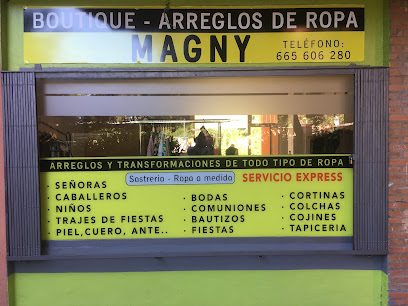 BOUTIQUE - ARREGLOS DE ROPA
MAGNY
TELÉFONO:
665 606 280
ARREGLOS Y TRANSFORMACIONES DE TODO TIPO DE ROPA
Sastrería - Ropa a medida
SERVICIO EXPRESS
· SEÑORAS
· CABALLEROS
· NIÑOS
· TRAJES DE FIESTAS
· PIEL,CUERO, ANTE..
· BODAS
· COMUNIONES
· BAUTIZOS
· FIESTAS
· CORTINAS
· COLCHAS
· COJINES
· TAPICERIA